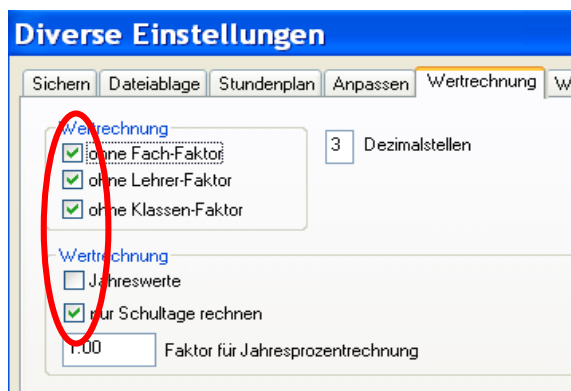 Diverse Einstellungen
Sichern Dateiablage Stundenplan Anpassen Wertrechnung W
Wertrechnung
ohne Fach-Faktor 3 Dezimalstellen
ohne Lehrer-Faktor
ohne Klassen-Faktor
Wertrechnung
Jahreswerte
nur Schultage rechnen
1.00 Faktor für Jahresprozentrechnung